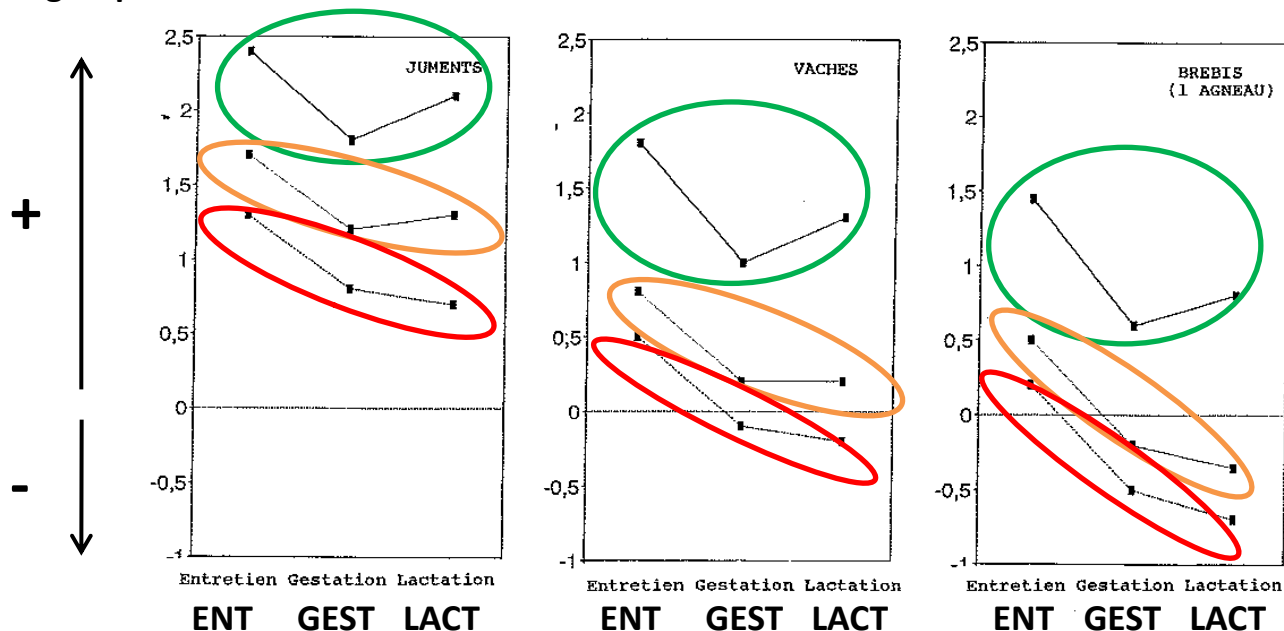 2,5
2
1,5
1
0,5
0
-0,5
-1
JUMENTS
Entretien Gestation Lactation
ENT GEST LACT
2,5
2
1,5
1
0,5
0
-0,5
-1
VACHES
Entretien Gestation Lactation
ENT GEST LACT
2,5
2
1,5
1
0,5
0
-0,5
-1
BREBIS
(1 AGNEAU)
Entretien Gestation Lactation
ENT GEST LACT
+
-